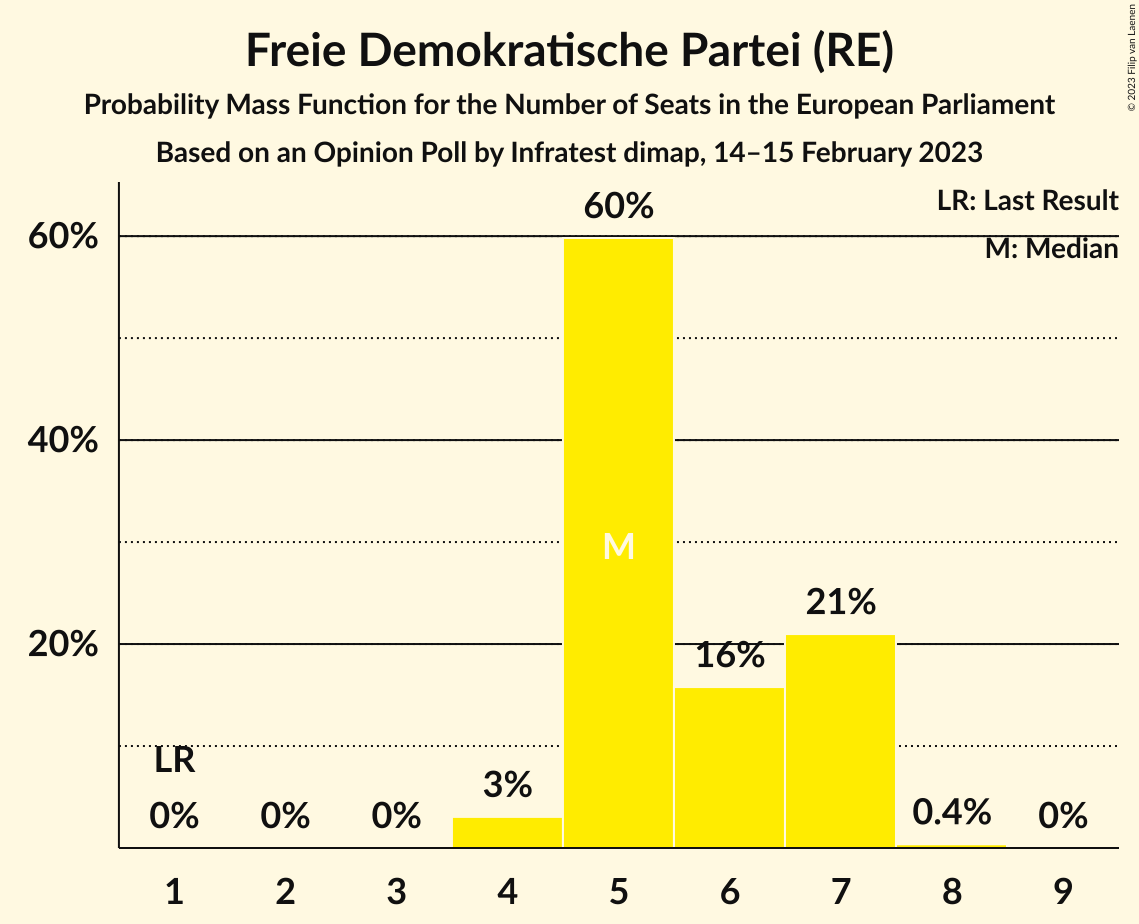 Freie Demokratische Partei (RE)
Probability Mass Function for the Number of Seats in the European Parliament
Based on an Opinion Poll by Infratest dimap, 14–15 February 2023
© 2023 Filip van Laenen
LR: Last Result
M: Median
60%
40%
20%
LR
0%
0%
0%
3%
60%
M
16%
21%
0.4%
0%
1 2 3 4 5 6 7 8 9